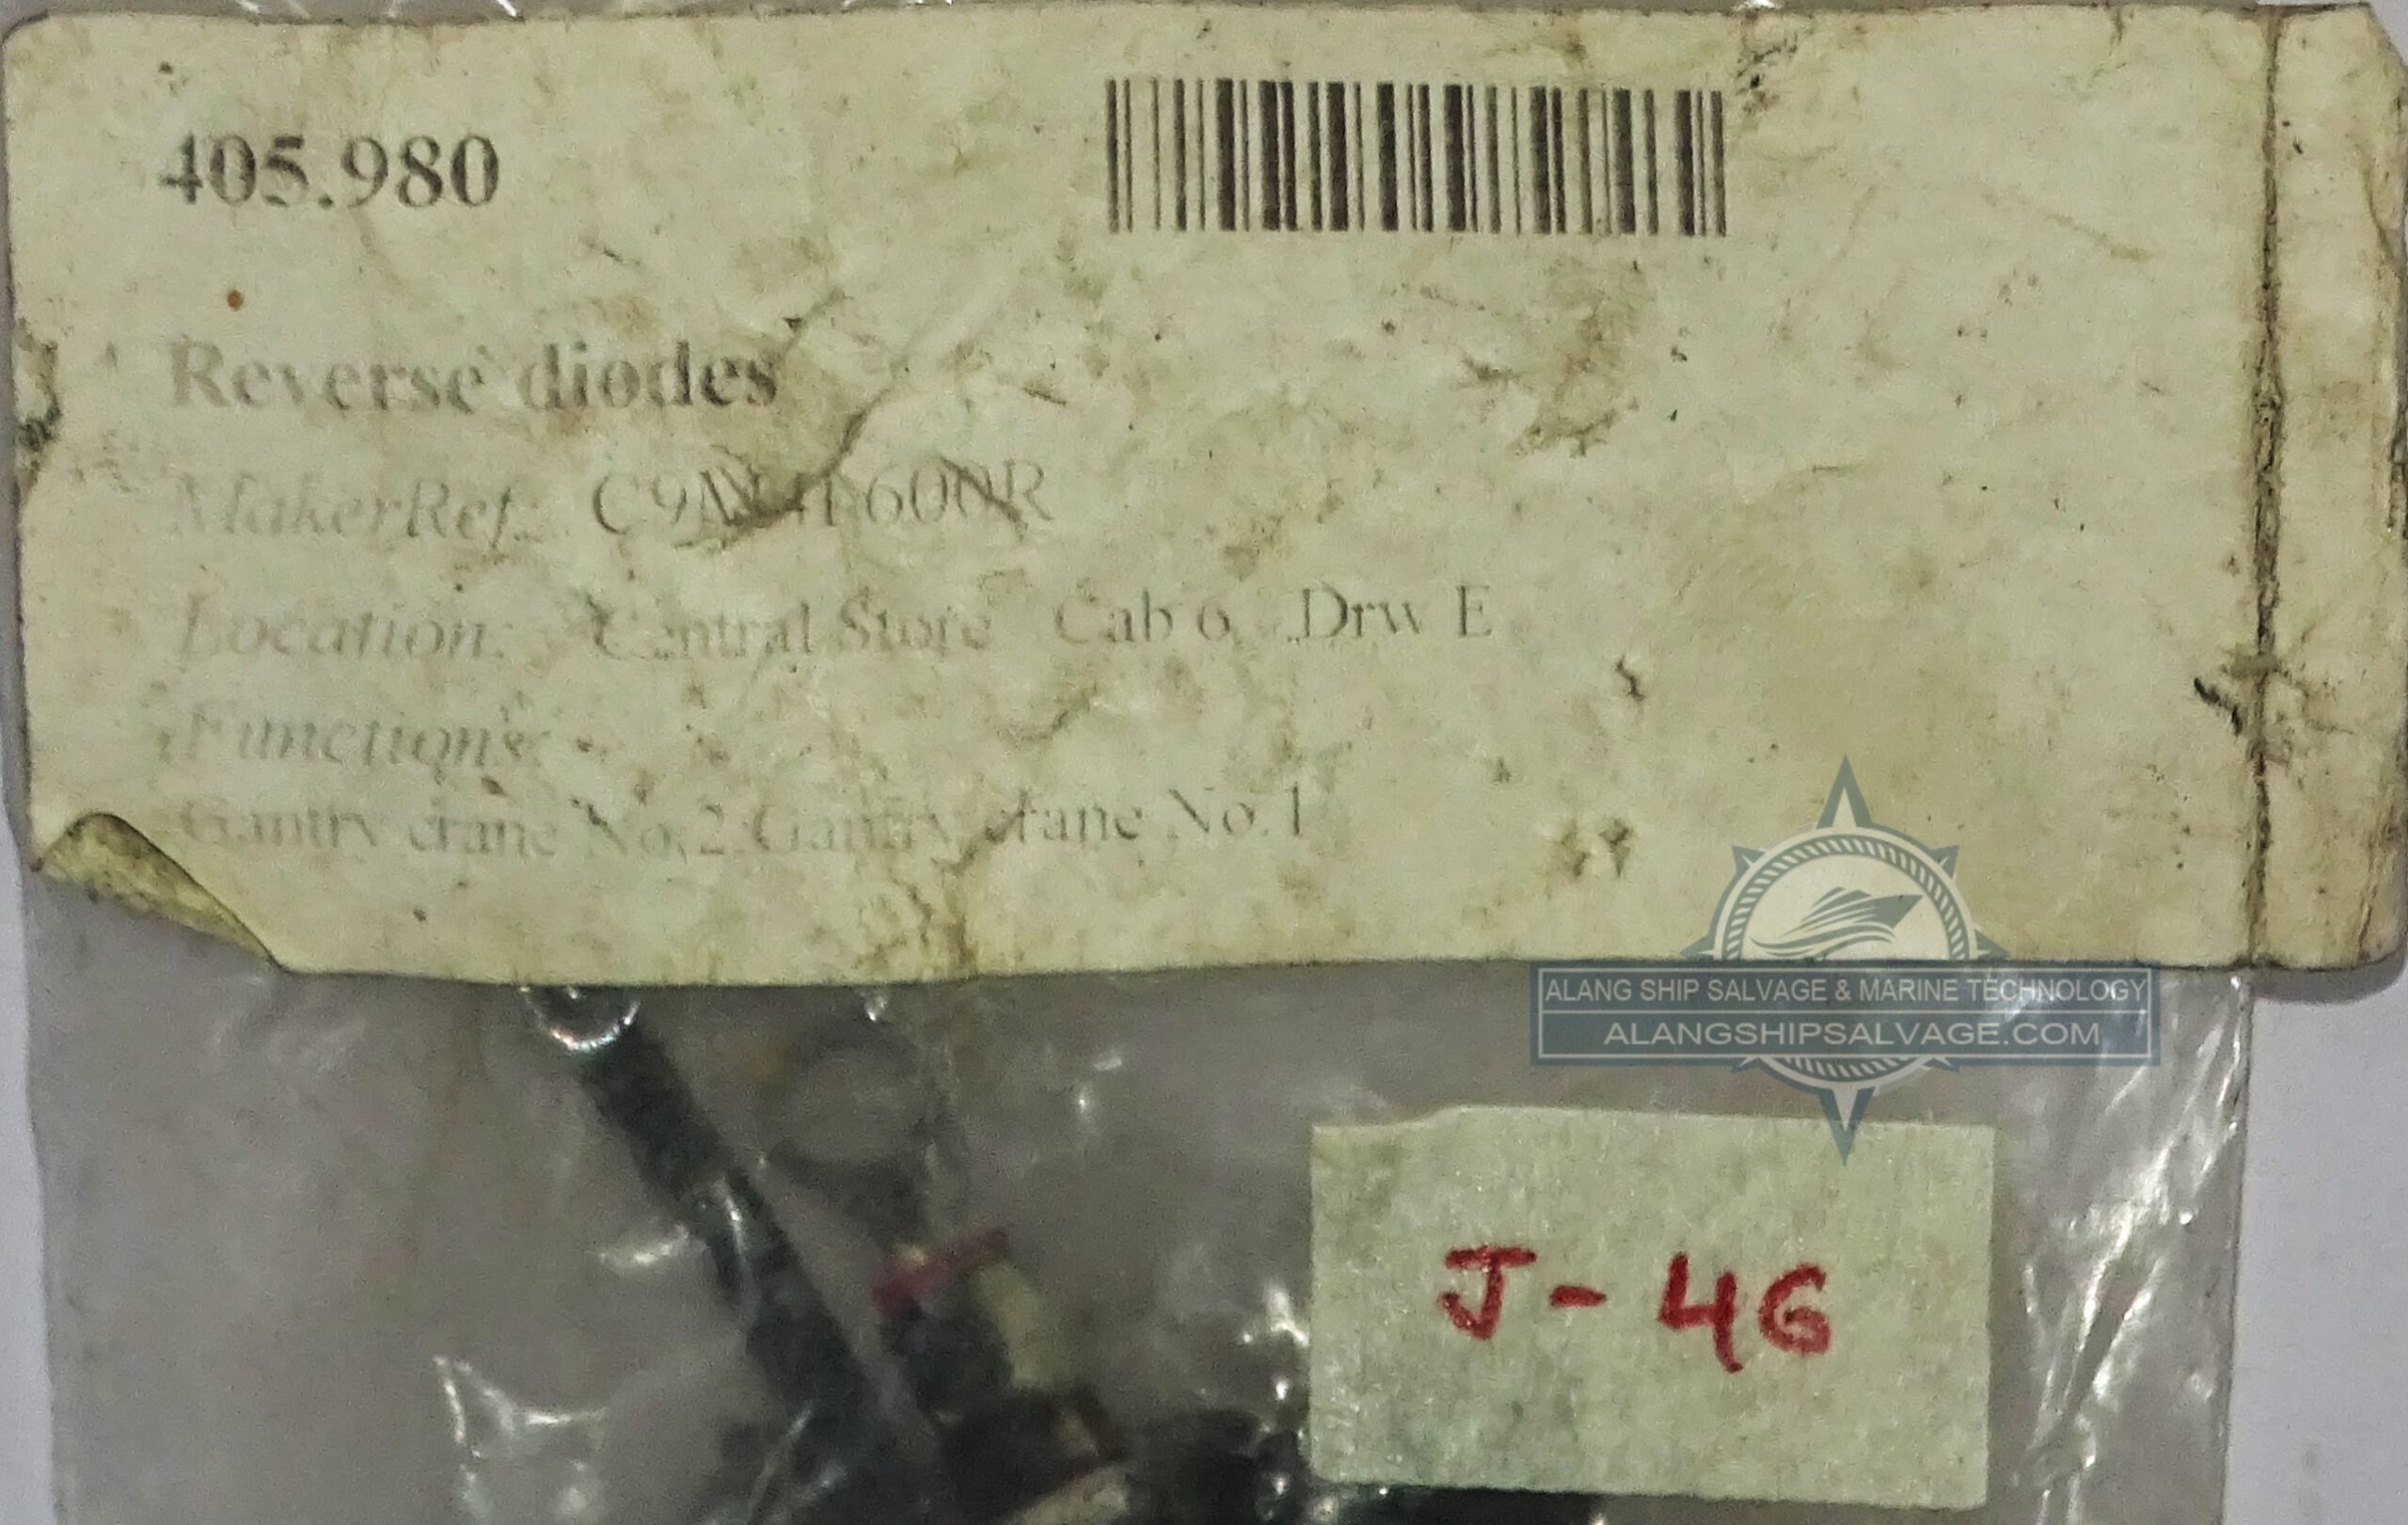 405.980
Reverse diodes
MakerRef.:
Location: Central Store Cab 6 Drw E
Functions:
Gantry crane No.2 Gantry crane No.1
ALANG SHIP SALVAGE & MARINE TECHNOLOGY
ALANGSHIPSALVAGE.COM
J-46